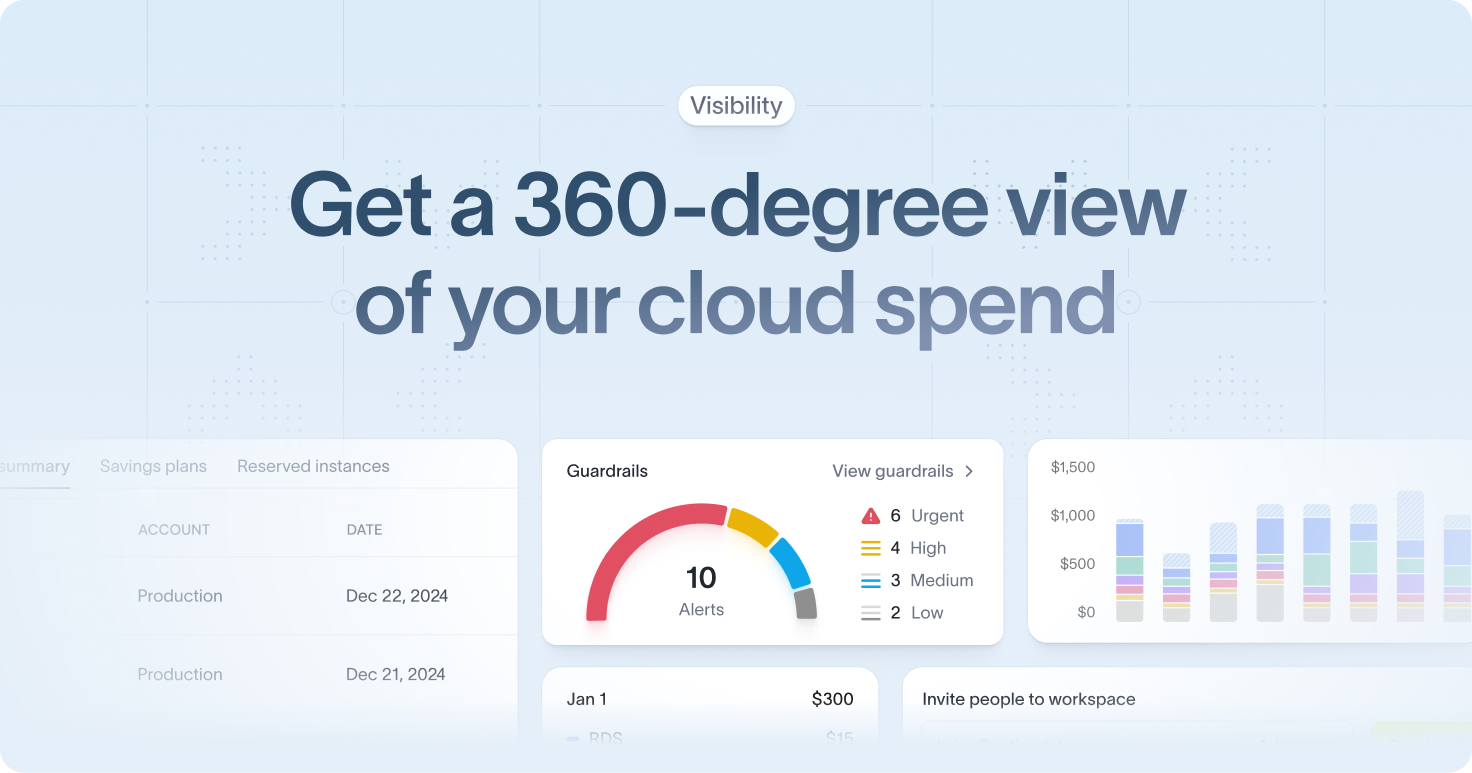 Visibility
Get a 360-degree view
of your cloud spend
summary Savings plans Reserved instances
ACCOUNT DATE
Production Dec 22, 2024
Production Dec 21, 2024
Guardrails View guardrails
10
Alerts
6 Urgent
4 High
3 Medium
2 Low
$1,500
$1,000
$500
$0
Jan 1 $300
RDS $15
Invite people to workspace